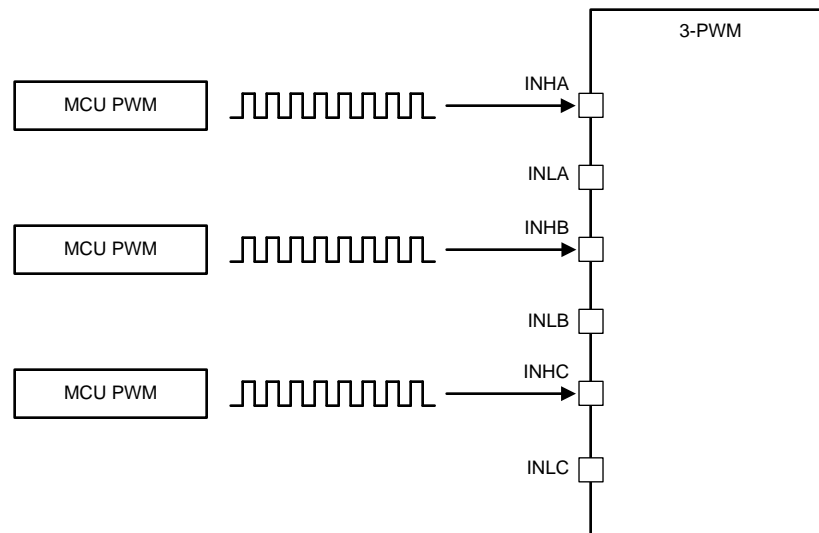 3-PWM
INHA
MCU PWM
INLA
INHB
MCU PWM
INLB
INHC
MCU PWM
INLC